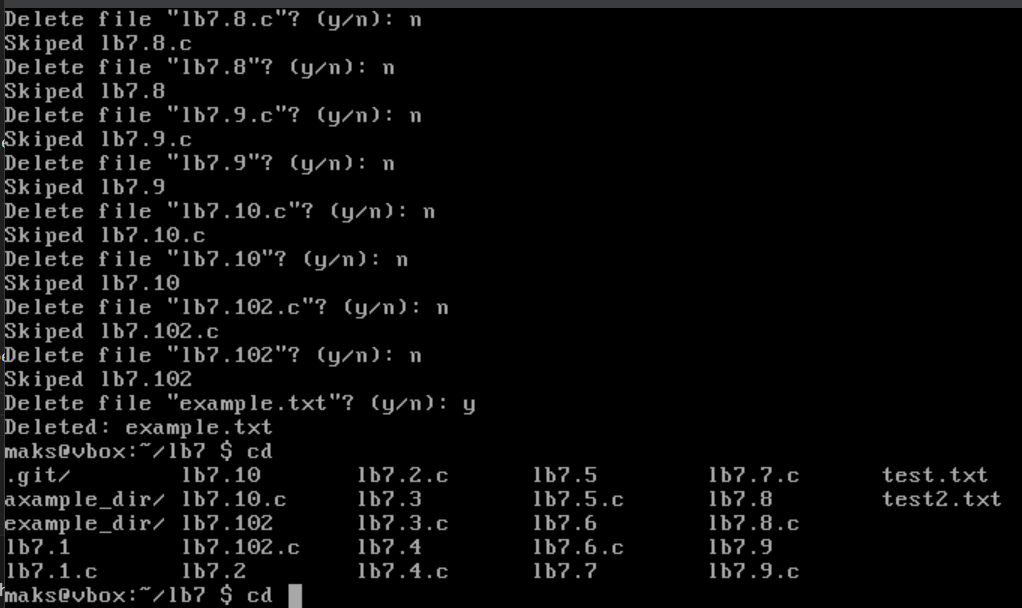 Delete file "lb7.8.c"? (y/n): n
Skiped lb7.8.c
Delete file "lb7.8"? (y/n): n
Skiped lb7.8
Delete file "lb7.9.c"? (y/n): n
Skiped lb7.9.c
Delete file "lb7.9"? (y/n): n
Skiped lb7.9
Delete file "lb7.10.c"? (y/n): n
Skiped lb7.10.c
Delete file "lb7.10"? (y/n): n
Skiped lb7.10
Delete file "lb7.102.c"? (y/n): n
Skiped lb7.102.c
Delete file "lb7.102"? (y/n): n
Skiped lb7.102
Delete file "example.txt"? (y/n): y
Deleted: example.txt
maks@vbox:~/lb7 $ cd
.git/ lb7.10 lb7.2.c lb7.5 lb7.7.c test.txt
axample_dir/ lb7.10.c lb7.3 lb7.5.c lb7.8 test2.txt
example_dir/ lb7.102 lb7.3.c lb7.6 lb7.8.c
lb7.1 lb7.102.c lb7.4 lb7.6.c lb7.9
lb7.1.c lb7.2 lb7.4.c lb7.7 lb7.9.c
maks@vbox:~/lb7 $ cd